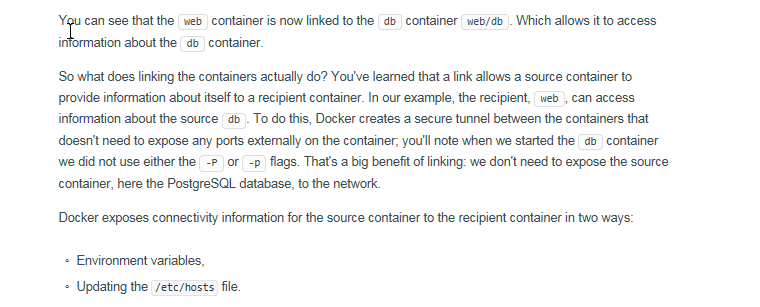 You can see that the web container is now linked to the db container web/db . Which allows it to access
information about the db container.
So what does linking the containers actually do? You've learned that a link allows a source container to
provide information about itself to a recipient container. In our example, the recipient, web , can access
information about the source db . To do this, Docker creates a secure tunnel between the containers that
doesn't need to expose any ports externally on the container; you'll note when we started the db container
we did not use either the -P or -p flags. That's a big benefit of linking: we don't need to expose the source
container, here the PostgreSQL database, to the network.
Docker exposes connectivity information for the source container to the recipient container in two ways:
◦ Environment variables,
◦ Updating the /etc/hosts file.